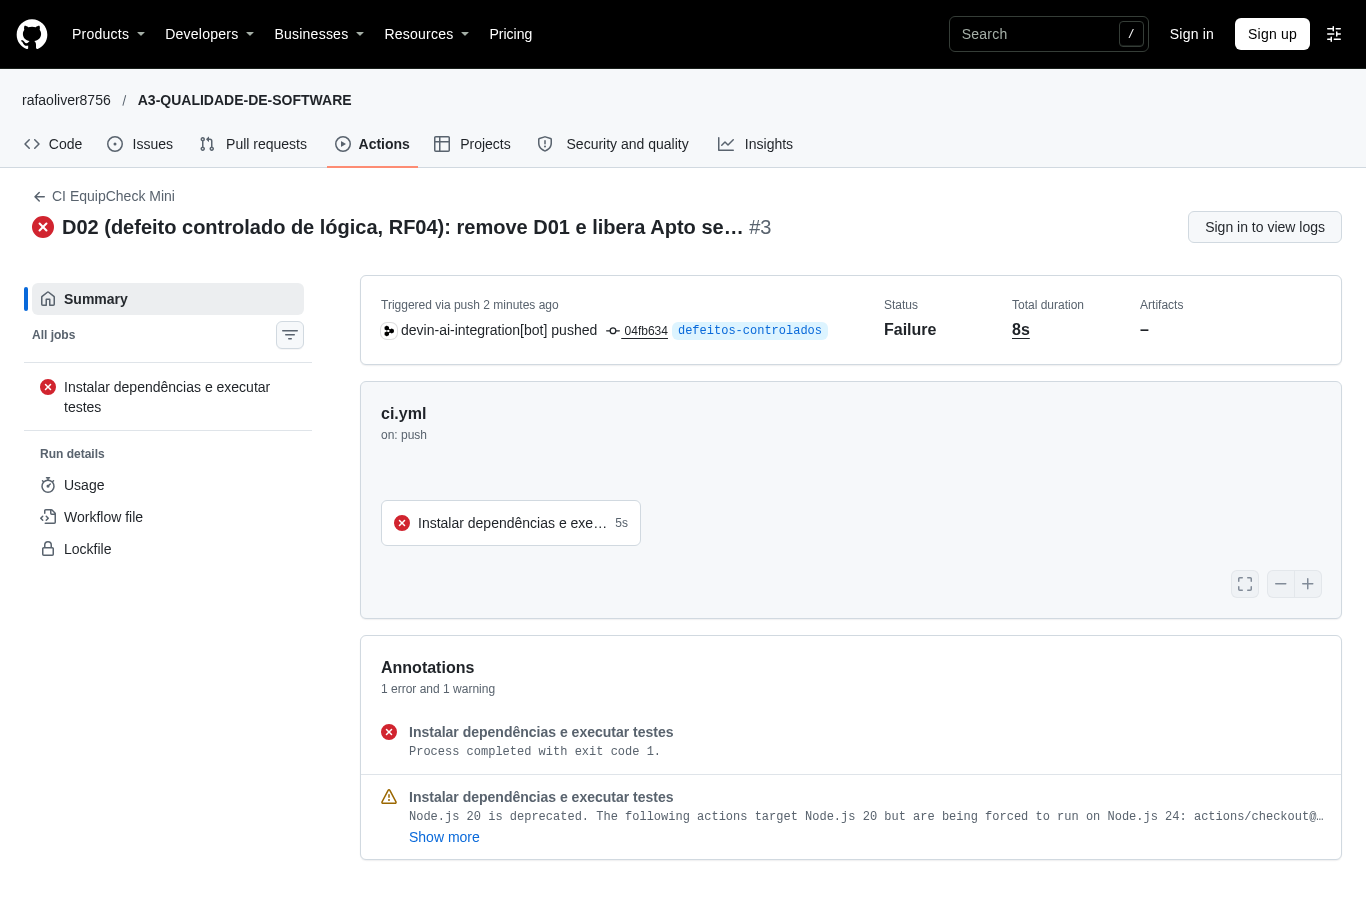 Products
Developers
Businesses
Resources
Pricing
Search
/
Sign in
Sign up
rafaoliver8756 / A3-QUALIDADE-DE-SOFTWARE
Code
Issues
Pull requests
Actions
Projects
Security and quality
Insights
CI EquipCheck Mini
D02 (defeito controlado de lógica, RF04): remove D01 e libera Apto se… #3
Sign in to view logs
Summary
All jobs
Instalar dependências e executar
testes
Run details
Usage
Workflow file
Lockfile
Triggered via push 2 minutes ago
devin-ai-integration[bot] pushed 04fb634 defeitos-controlados
Status
Failure
Total duration
8s
Artifacts
–
ci.yml
on: push
Instalar dependências e exe… 5s
Annotations
1 error and 1 warning
Instalar dependências e executar testes
Process completed with exit code 1.
Instalar dependências e executar testes
Node.js 20 is deprecated. The following actions target Node.js 20 but are being forced to run on Node.js 24: actions/checkout@…
Show more